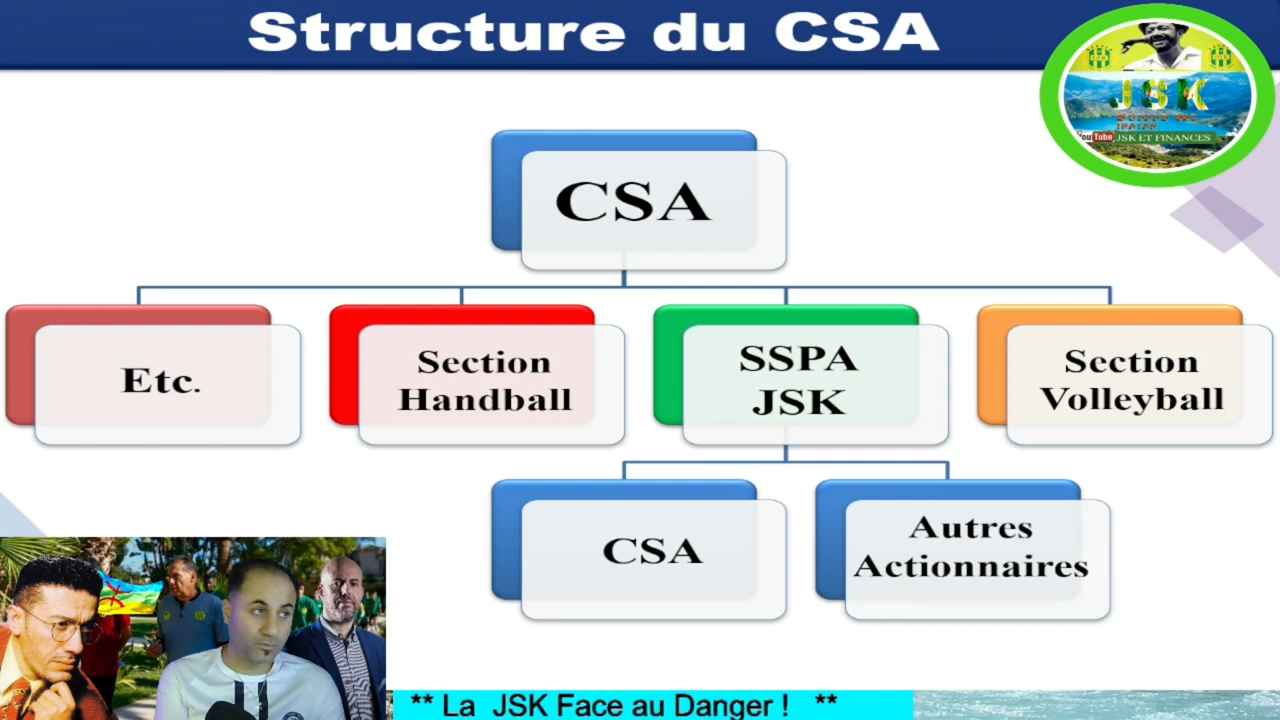 Structure du CSA
JSK
YouTube JSK ET FINANCES
CSA
Etc.
Section
Handball
SSPA
JSK
Section
Volleyball
CSA
Autres
Actionnaires
** La JSK Face au Danger ! **